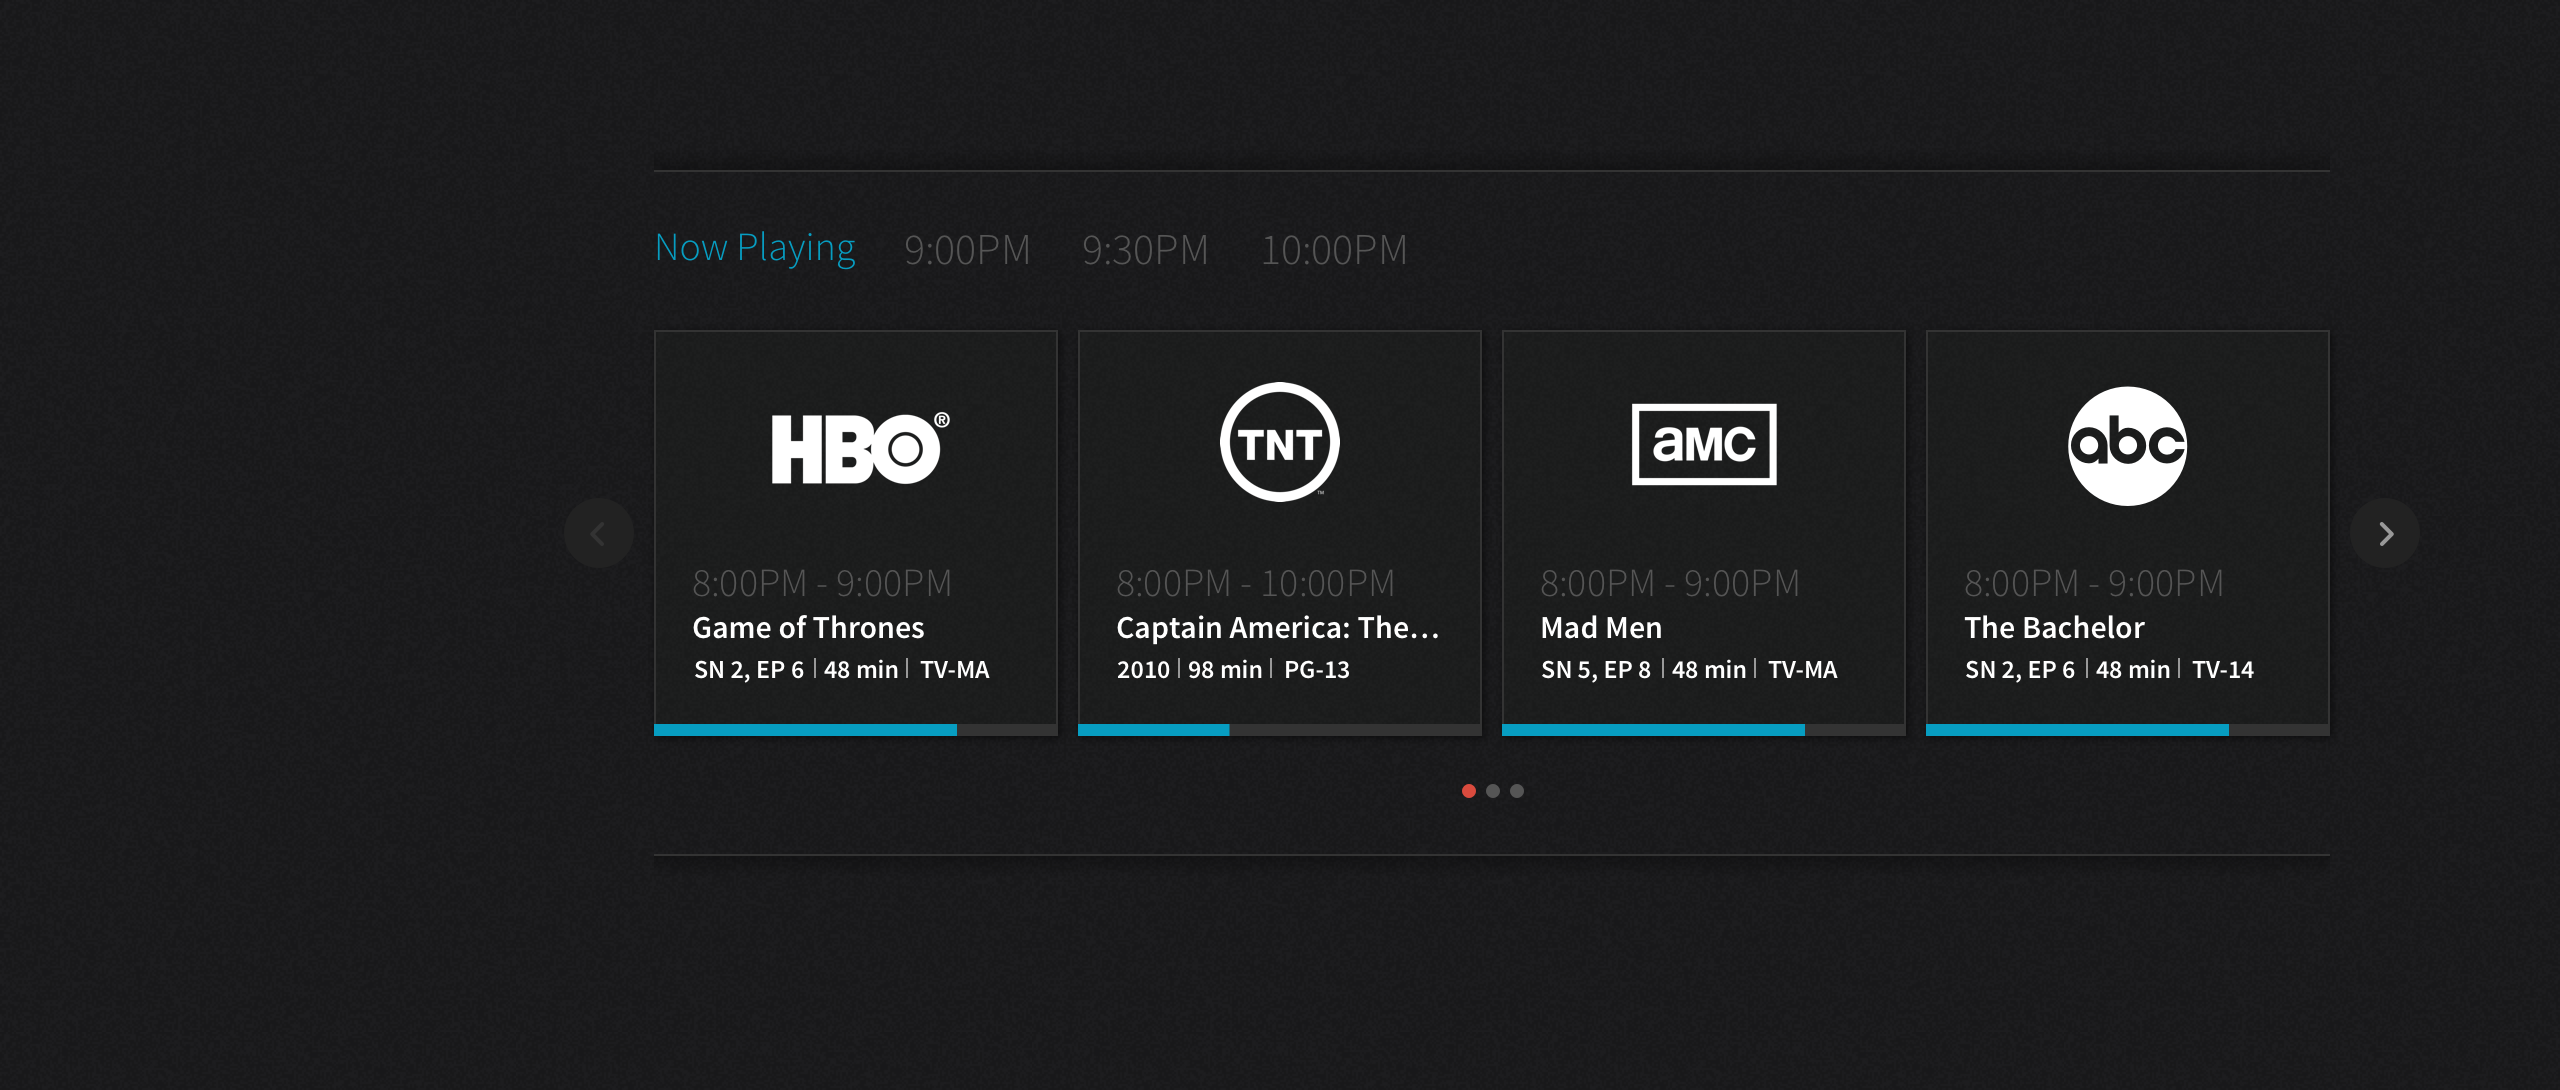 Now Playing 9:00PM 9:30PM 10:00PM
HBO®
8:00PM - 9:00PM
Game of Thrones
SN 2, EP 6 | 48 min | TV-MA
TNT™
8:00PM - 10:00PM
Captain America: The...
2010 | 98 min | PG-13
aMC
8:00PM - 9:00PM
Mad Men
SN 5, EP 8 | 48 min | TV-MA
abc
8:00PM - 9:00PM
The Bachelor
SN 2, EP 6 | 48 min | TV-14